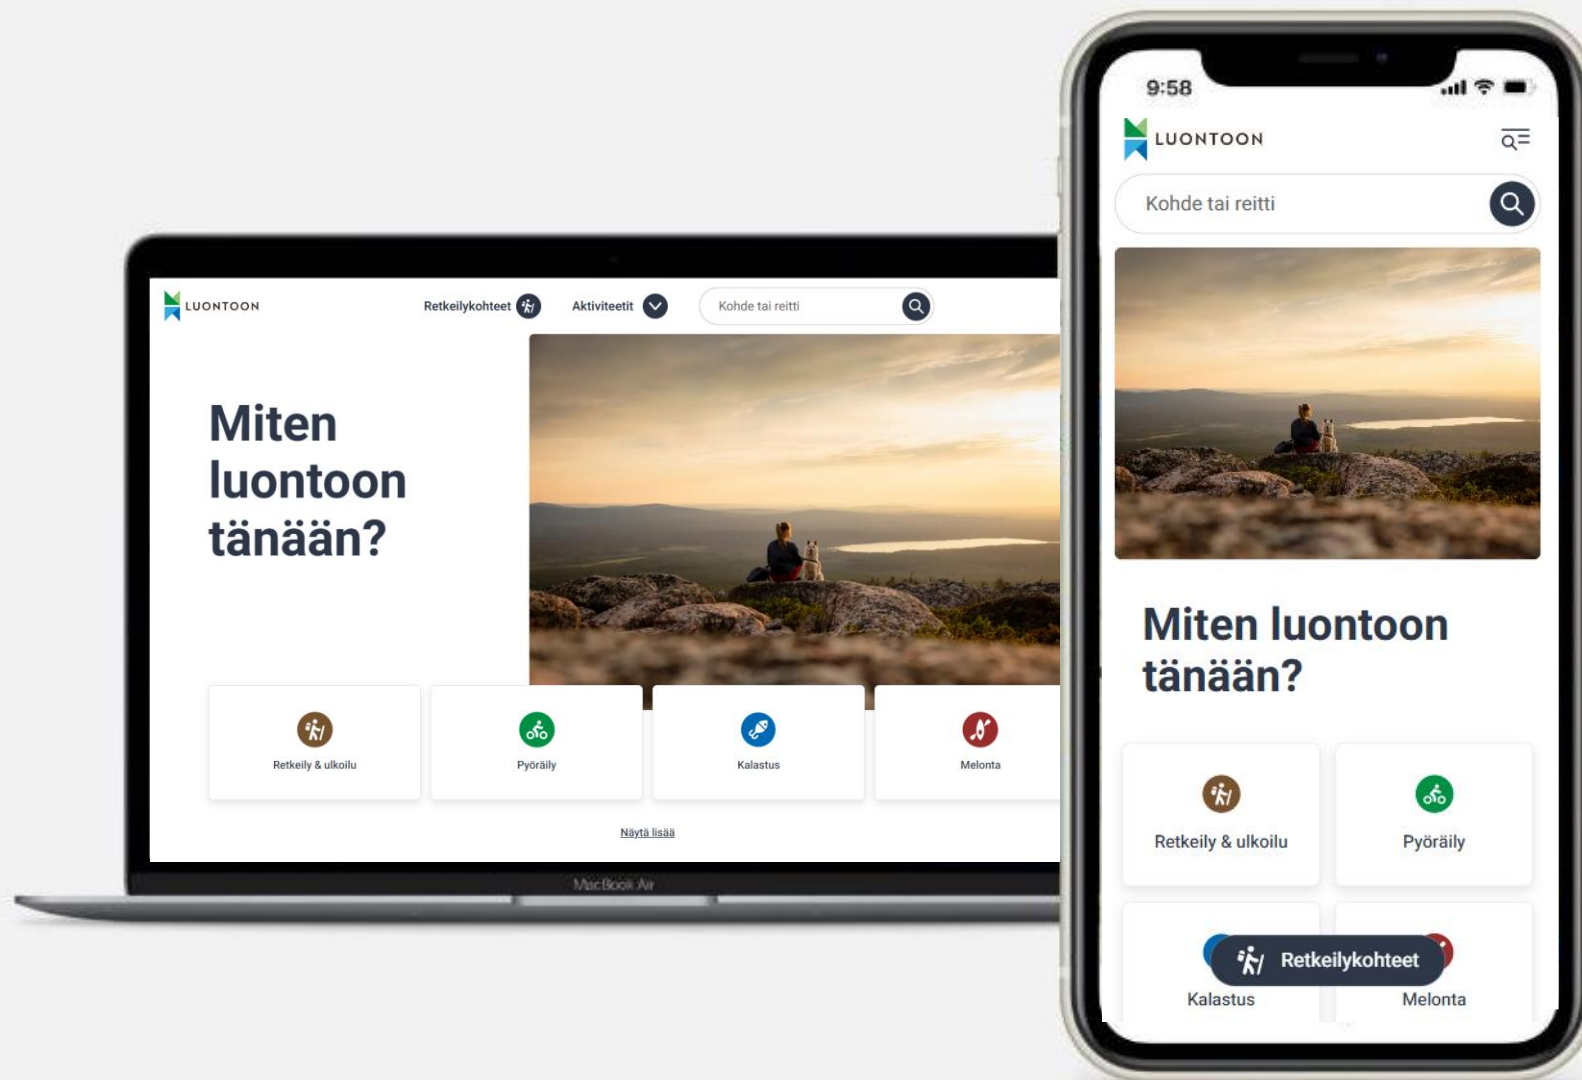 LUONTOON
Retkeilykohteet
Aktiviteetit
Kohde tai reitti
Miten
luontoon
tänään?
Retkeily & ulkoilu
Pyöräily
Kalastus
Melonta
Näytä lisää
MacBook Air
9:58
LUONTOON
Kohde tai reitti
Miten luontoon
tänään?
Retkeily & ulkoilu
Pyöräily
Retkeilykohteet
Kalastus
Melonta